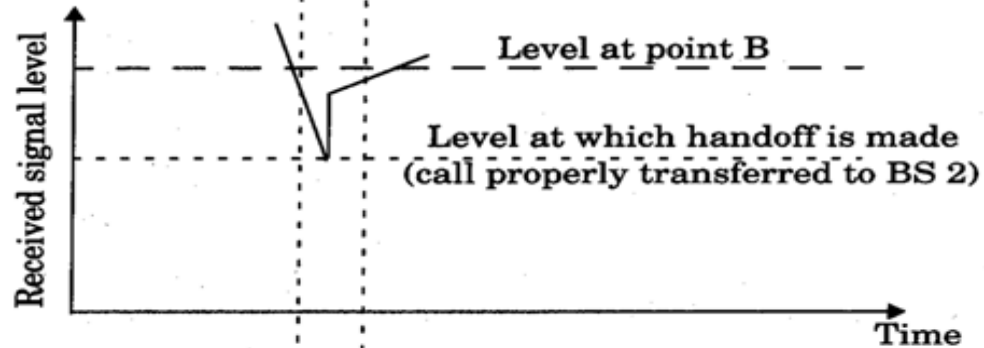 Received signal level
Level at point B
Level at which handoff is made
(call properly transferred to BS 2)
Time